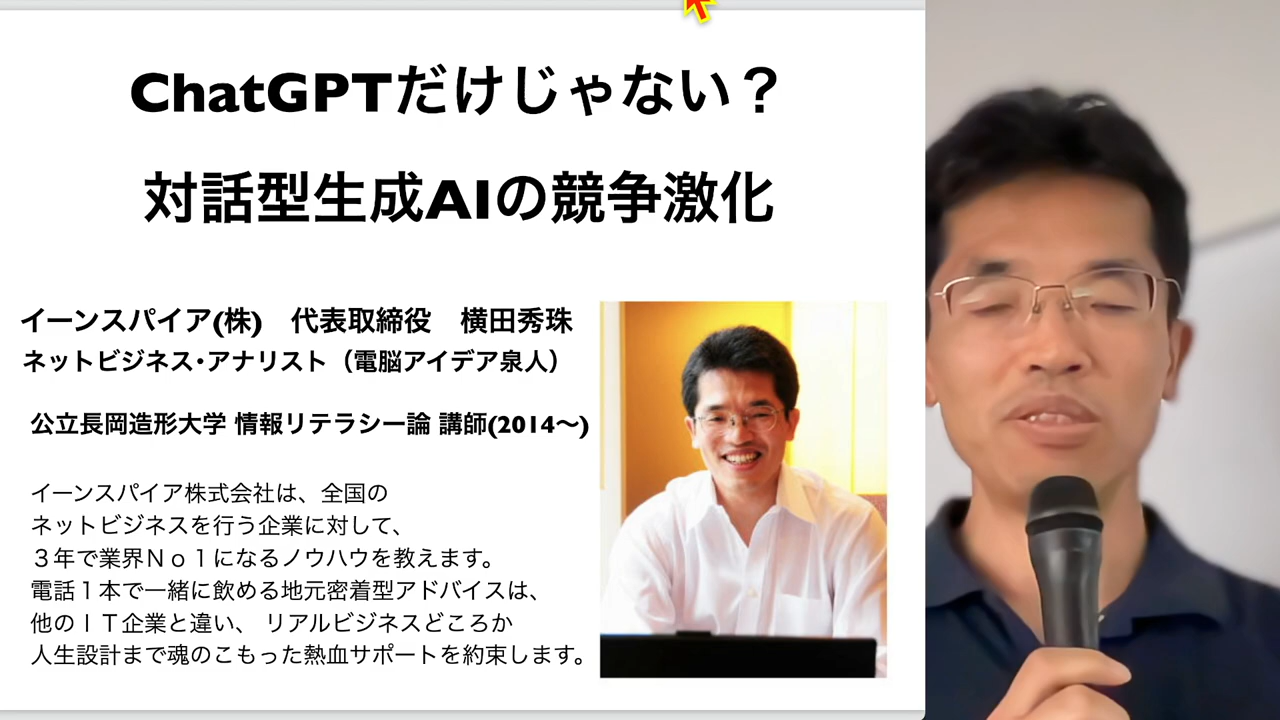 ChatGPTだけじゃない？
対話型生成AIの競争激化
イーンスパイア(株)　代表取締役　横田秀珠
ネットビジネス・アナリスト（電脳アイデア泉人）
公立長岡造形大学 情報リテラシー論 講師(2014〜)
イーンスパイア株式会社は、全国の
ネットビジネスを行う企業に対して、
３年で業界Ｎｏ１になるノウハウを教えます。
電話１本で一緒に飲める地元密着型アドバイスは、
他のＩＴ企業と違い、 リアルビジネスどころか
人生設計まで魂のこもった熱血サポートを約束します。